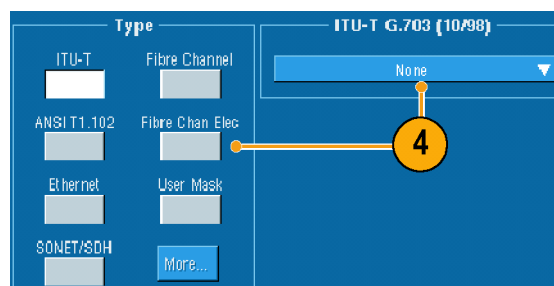 Type
ITU-T G.703 (10/98)
ITU-T
Fibre Channel
None
ANSI T1.102
Fibre Chan Elec
4
Ethernet
User Mask
SONET/SDH
More...